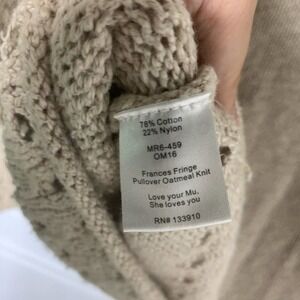 78% Cotton
22% Nylon
MR6-459
OM16
Frances Fringe
Pullover Oatmeal Knit
Love your Mu,
She loves you
RN# 133910